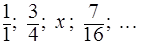 1/1; 3/4; x; 7/16; ...